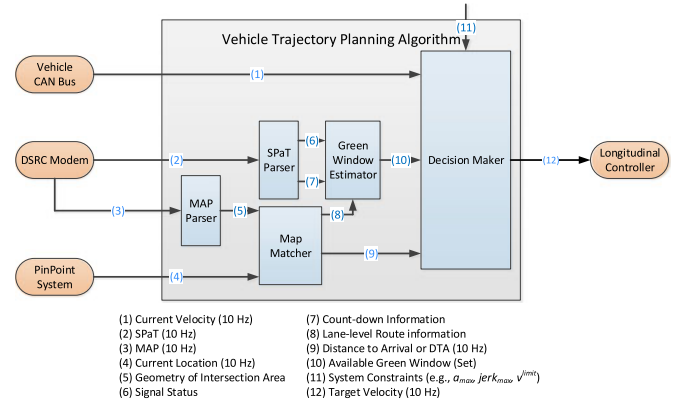 (11)
Vehicle Trajectory Planning Algorithm
Vehicle
CAN Bus
(1)
DSRC Modem
(2)
SPaT
Parser
(6)
(7)
Green
Window
Estimator
(10)
Decision Maker
(12)
Longitudinal
Controller
(3)
MAP
Parser
(5)
(8)
Map
Matcher
(9)
PinPoint
System
(4)
(1) Current Velocity (10 Hz)
(2) SPaT (10 Hz)
(3) MAP (10 Hz)
(4) Current Location (10 Hz)
(5) Geometry of Intersection Area
(6) Signal Status
(7) Count-down Information
(8) Lane-level Route information
(9) Distance to Arrival or DTA (10 Hz)
(10) Available Green Window (Set)
(11) System Constraints (e.g., amax, jerkmax, vlimit)
(12) Target Velocity (10 Hz)